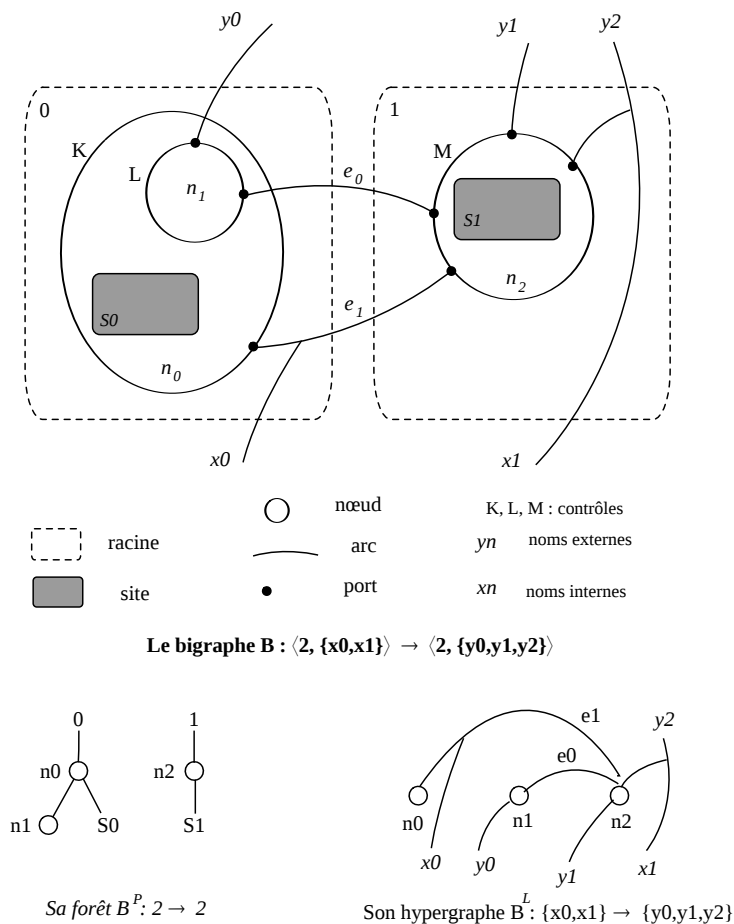 y0
y1
y2
0
1
K
L
M
n1
e0
S1
n2
S0
e1
n0
x0
x1
nœud
K, L, M : contrôles
racine
arc
yn noms externes
site
port
xn noms internes
Le bigraphe B : ⟨2, {x0,x1}⟩ → ⟨2, {y0,y1,y2}⟩
0
1
e1
y2
n0
n2
e0
n1
S0
S1
n0
n1
n2
x0
y0
y1
x1
Sa forêt B^P: 2 → 2
Son hypergraphe B^L: {x0,x1} → {y0,y1,y2}